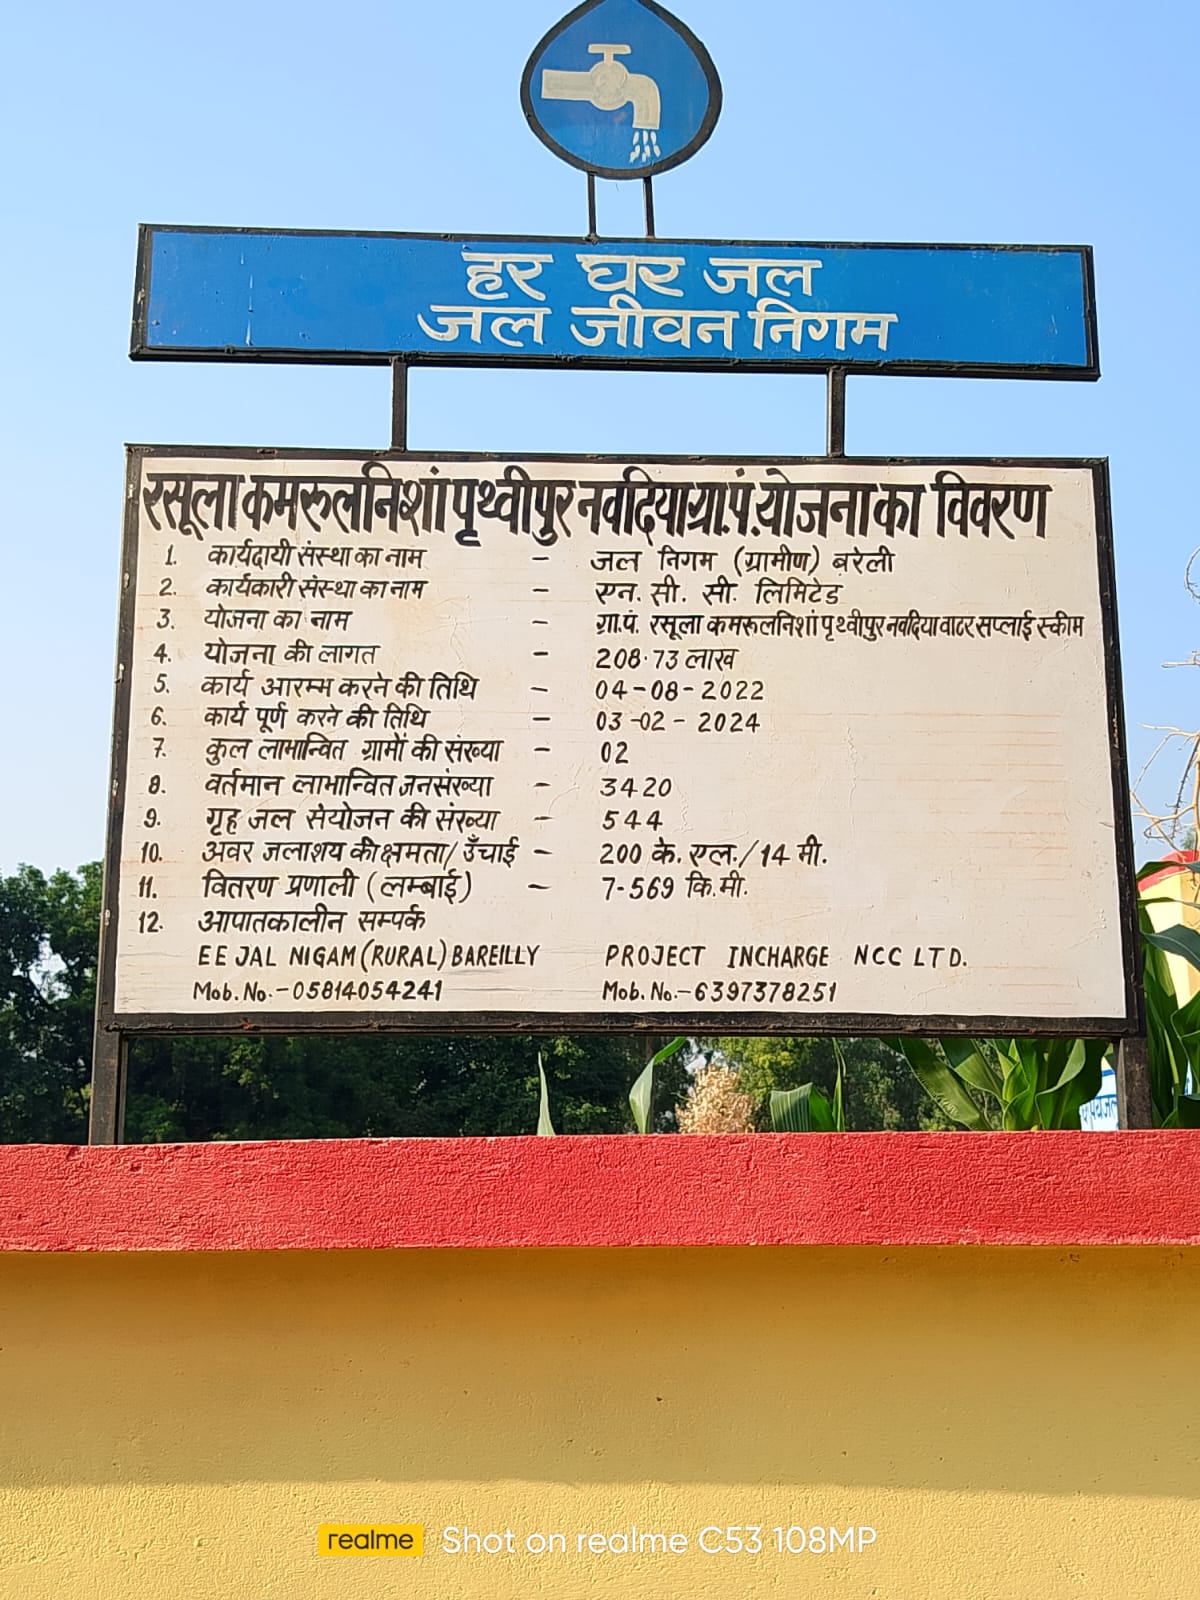 हर घर जल
जल जीवन निगम
रसूला कमरूलनिशां पृथ्वीपुर नवदिया ग्रा.पं. योजना का विवरण
1. कार्यदायी संस्था का नाम - जल निगम (ग्रामीण) बरेली
2. कार्यकारी संस्था का नाम - एन. सी. सी. लिमिटेड
3. योजना का नाम - ग्रा.पं. रसूला कमरूलनिशां पृथ्वीपुर नवदिया वाटर सप्लाई स्कीम
4. योजना की लागत - 208.73 लाख
5. कार्य आरम्भ करने की तिथि - 04-08-2022
6. कार्य पूर्ण करने की तिथि - 03-02-2024
7. कुल लाभान्वित ग्रामों की संख्या - 02
8. वर्तमान लाभान्वित जनसंख्या - 3420
9. गृह जल संयोजन की संख्या - 544
10. अवर जलाशय की क्षमता/उँचाई - 200 के. एल./14 मी.
11. वितरण प्रणाली (लम्बाई) - 7-569 कि.मी.
12. आपातकालीन सम्पर्क
EE JAL NIGAM (RURAL) BAREILLY PROJECT INCHARGE NCC LTD.
Mob. No.-05814054241 Mob. No.-6397378251
realme Shot on realme C53 108MP